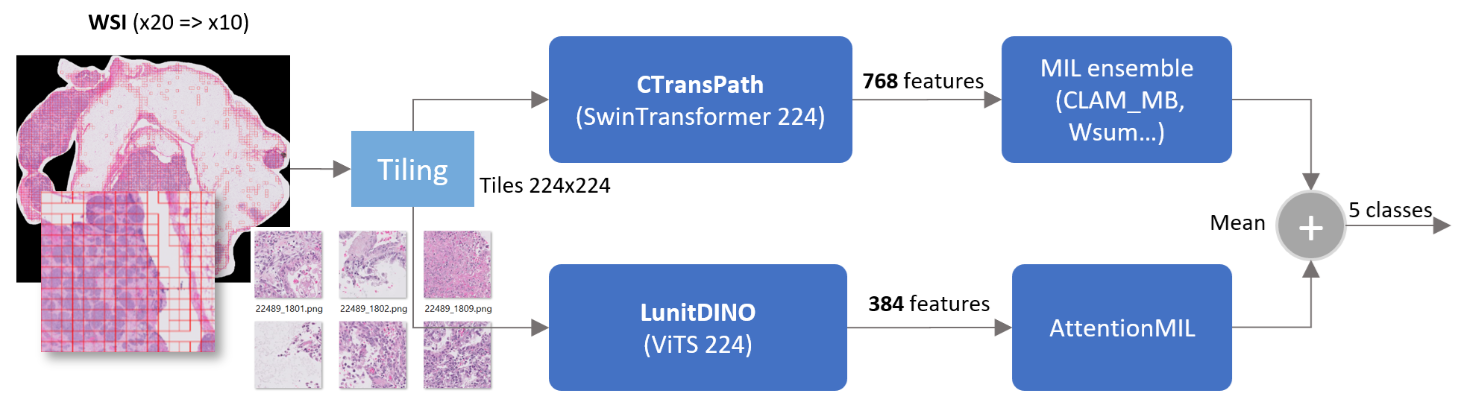 WSI (x20 => x10)
Tiling
Tiles 224x224
22489_1801.png
22489_1802.png
22489_1809.png
CTransPath
(SwinTransformer 224)
768 features
MIL ensemble
(CLAM_MB,
Wsum...)
LunitDINO
(ViTS 224)
384 features
AttentionMIL
Mean
+
5 classes